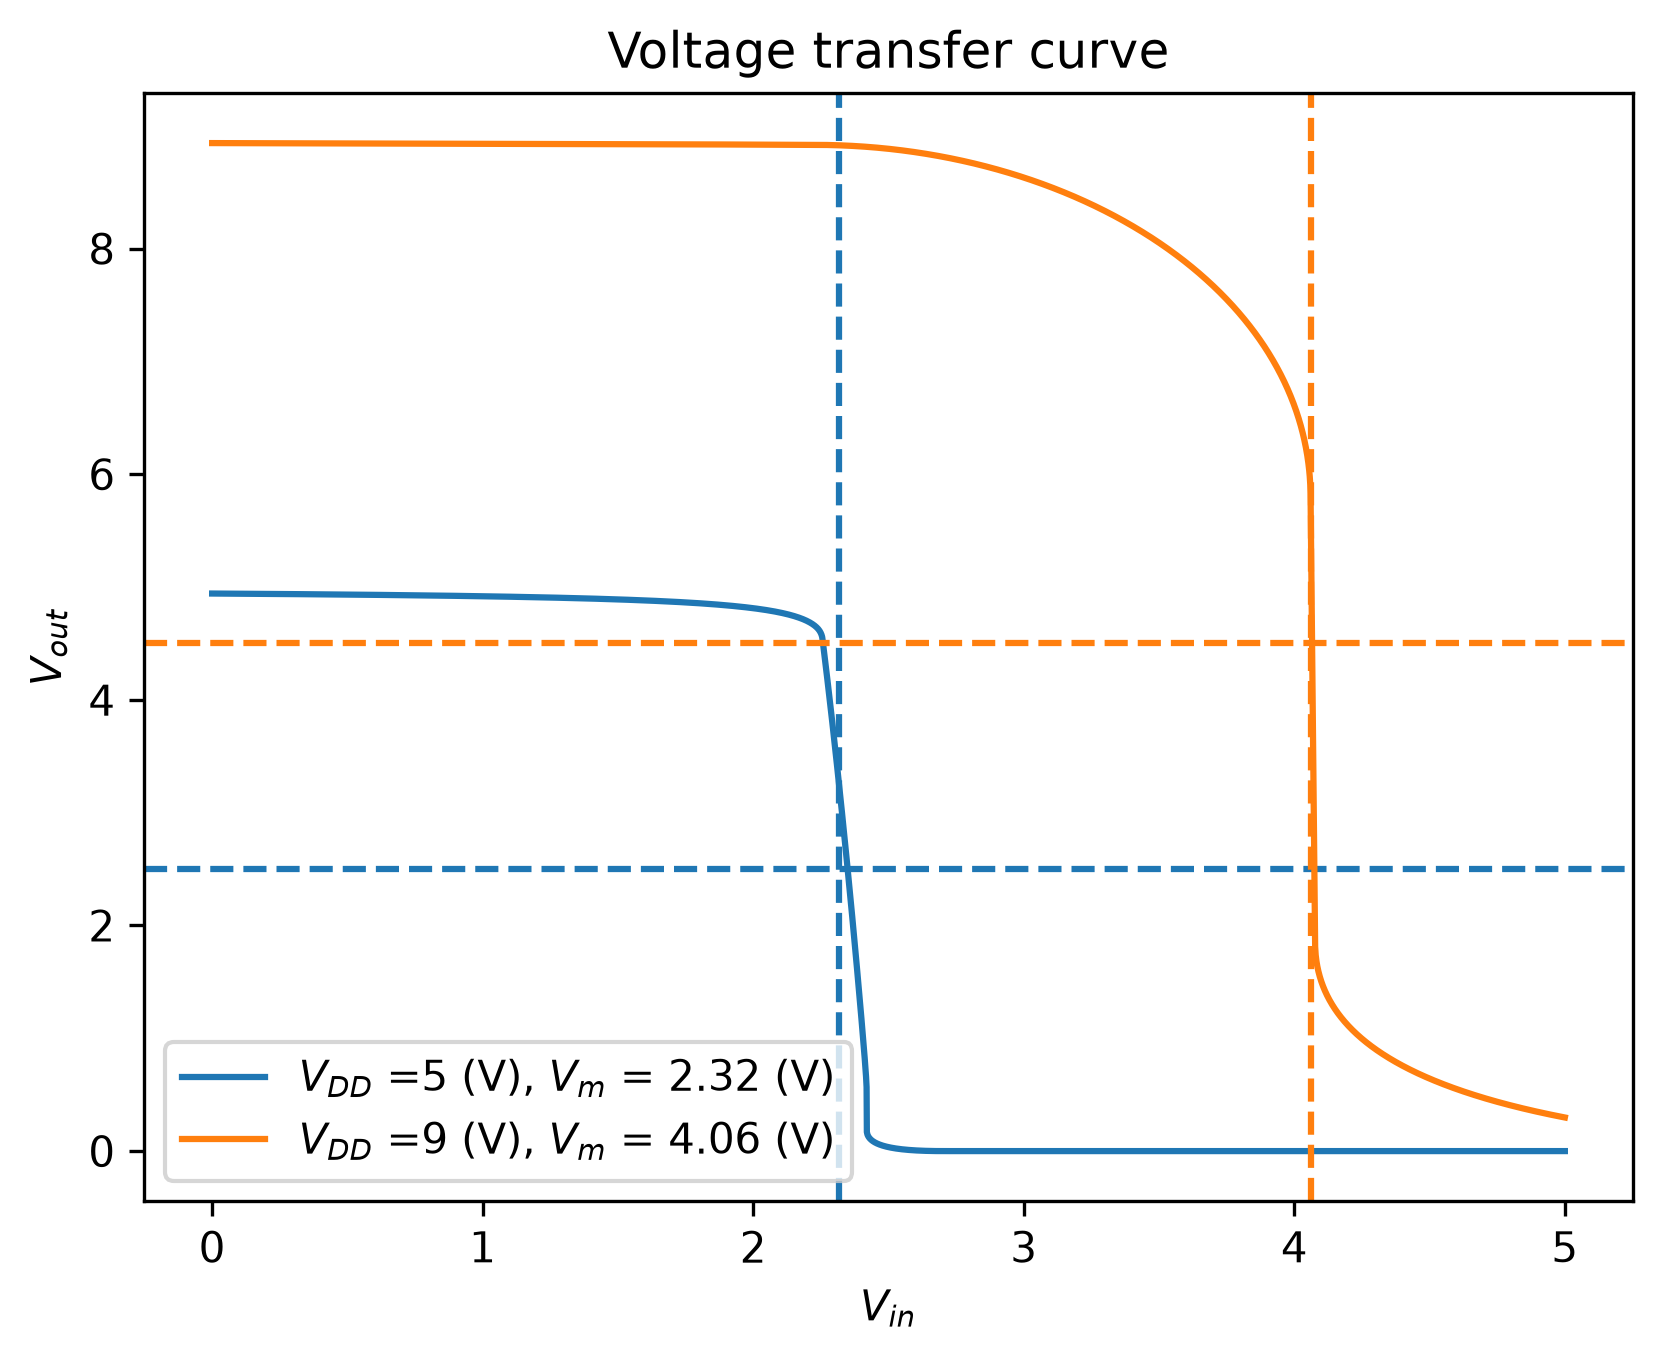 Voltage transfer curve
8
6
4
2
0
V_out
V_DD =5 (V), V_m = 2.32 (V)
V_DD =9 (V), V_m = 4.06 (V)
0 1 2 3 4 5
V_in